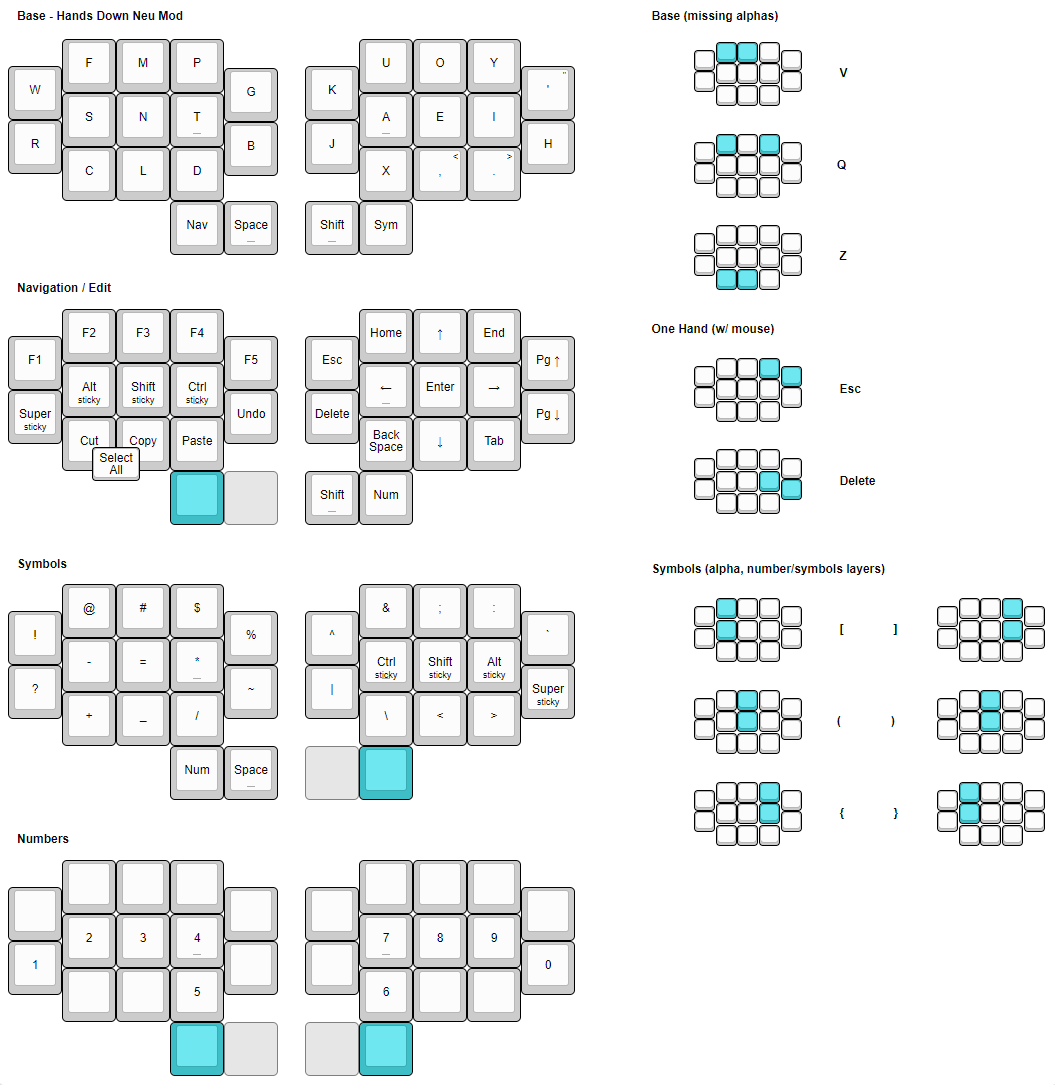 Base - Hands Down Neu Mod
F M P U O Y
W G K ' "
S N T A E I
R B J H
C L D X , < . >
Nav Space Shift Sym
Navigation / Edit
F2 F3 F4 Home ↑ End
F1 F5 Esc Pg ↑
Alt Shift Ctrl ← Enter →
sticky sticky sticky
Super Undo Delete Pg ↓
sticky
Cut Copy Paste Back ↓ Tab
Space
Select
All
Shift Num
Symbols
@ # $ & ; :
! % ^ `
- = * Ctrl Shift Alt
sticky sticky sticky
? ~ | Super
sticky
+ _ / \ < >
Num Space
Numbers
2 3 4 7 8 9
1 0
5 6
Base (missing alphas)
V
Q
Z
One Hand (w/ mouse)
Esc
Delete
Symbols (alpha, number/symbols layers)
[ ]
( )
{ }